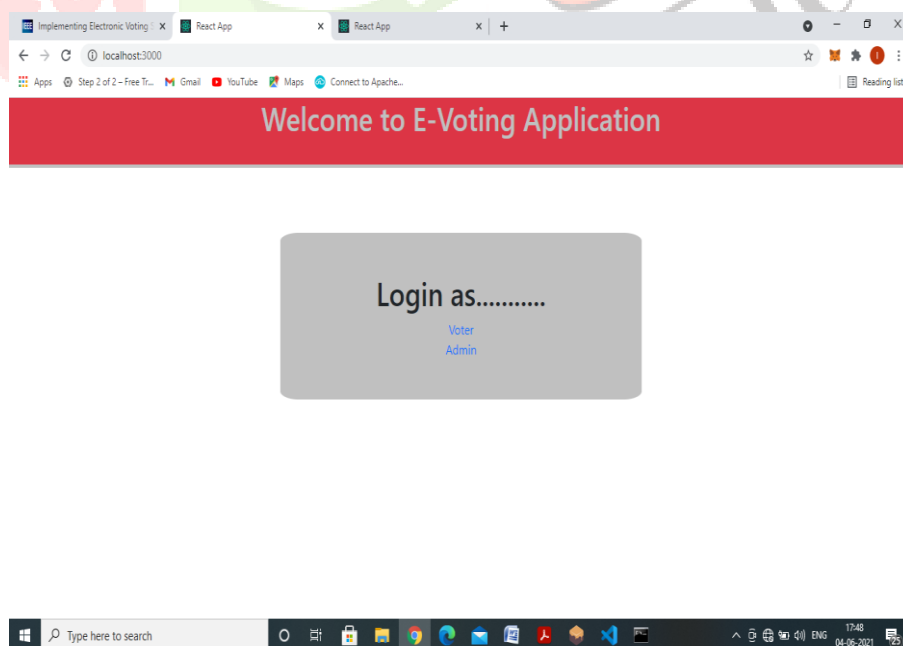 IEEE Implementing Electronic Voting S x React App x React App x +
localhost:3000
Apps Step 2 of 2 – Free Tr... Gmail YouTube Maps Connect to Apache... Reading list
Welcome to E-Voting Application
Login as...........
Voter
Admin
Type here to search ENG 17:48
04-06-2021 25